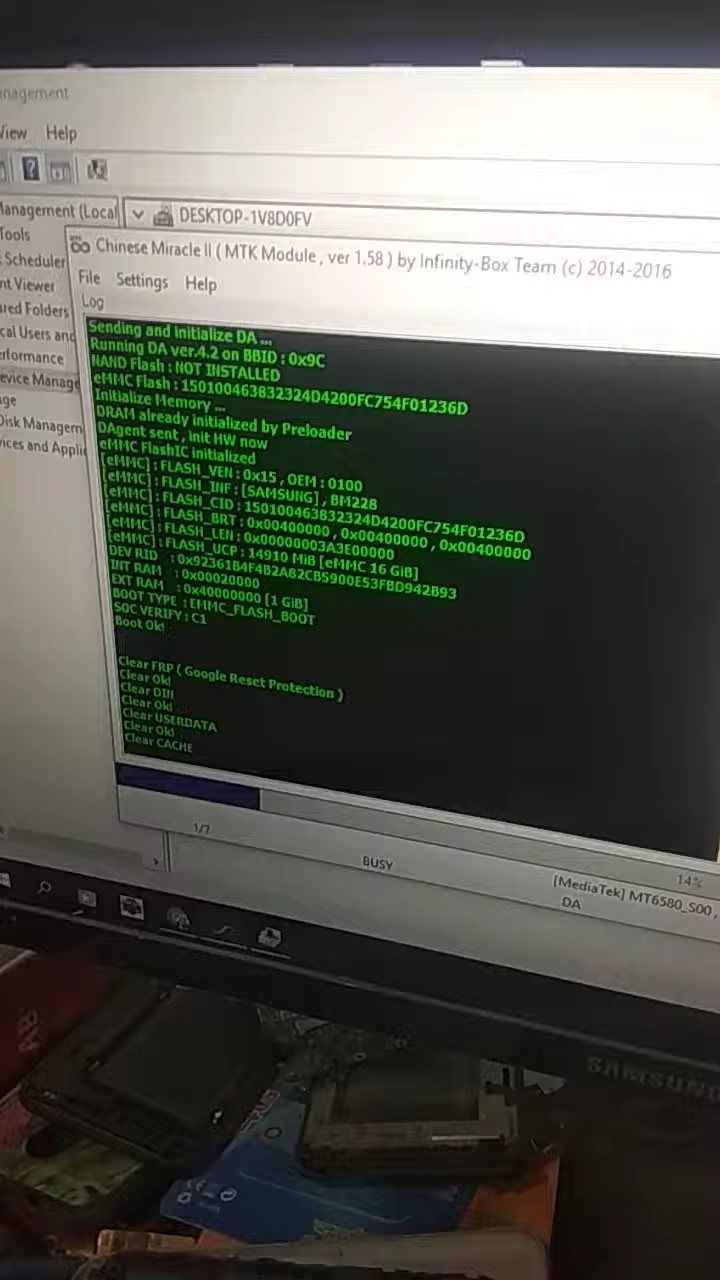 nagement
View Help
Management (Local
DESKTOP-1V8D0FV
Tools
Scheduler
nt Viewer
ared Folders
cal Users and
erformance
evice Manag
ge
Disk Managem
ices and Appli
Chinese Miracle II ( MTK Module , ver 1.58 ) by Infinity-Box Team (c) 2014-2016
File Settings Help
Log
Sending and initialize DA ...
Running DA ver.4.2 on BBID : 0x9C
NAND Flash : NOT INSTALLED
eMMC Flash : 150100463832324D4200FC754F01236D
Initialize Memory ...
DRAM already initialized by Preloader
DAgent sent , init HW now
eMMC FlashIC initialized
[eMMC] : FLASH_VEN : 0x15 , OEM : 0100
[eMMC] : FLASH_INF : [SAMSUNG] , BM228
[eMMC] : FLASH_CID : 150100463832324D4200FC754F01236D
[eMMC] : FLASH_BRT : 0x00400000 , 0x00400000 , 0x00400000
[eMMC] : FLASH_LEN : 0x00000003A3E00000
[eMMC] : FLASH_UCP : 14910 MiB [eMMC 16 GiB]
DEV RID : 0x92361B4F4B2A82CB5900E53FBD942B93
INT RAM : 0x00020000
EXT RAM : 0x40000000 [1 GiB]
BOOT TYPE : EMMC_FLASH_BOOT
SOC VERIFY : C1
Boot Ok!
Clear FRP ( Google Reset Protection )
Clear Ok!
Clear DIN
Clear Ok!
Clear USERDATA
Clear Ok!
Clear CACHE
1/7
BUSY
14%
[MediaTek] MT6580_S00 ,
DA
SAMSUNG